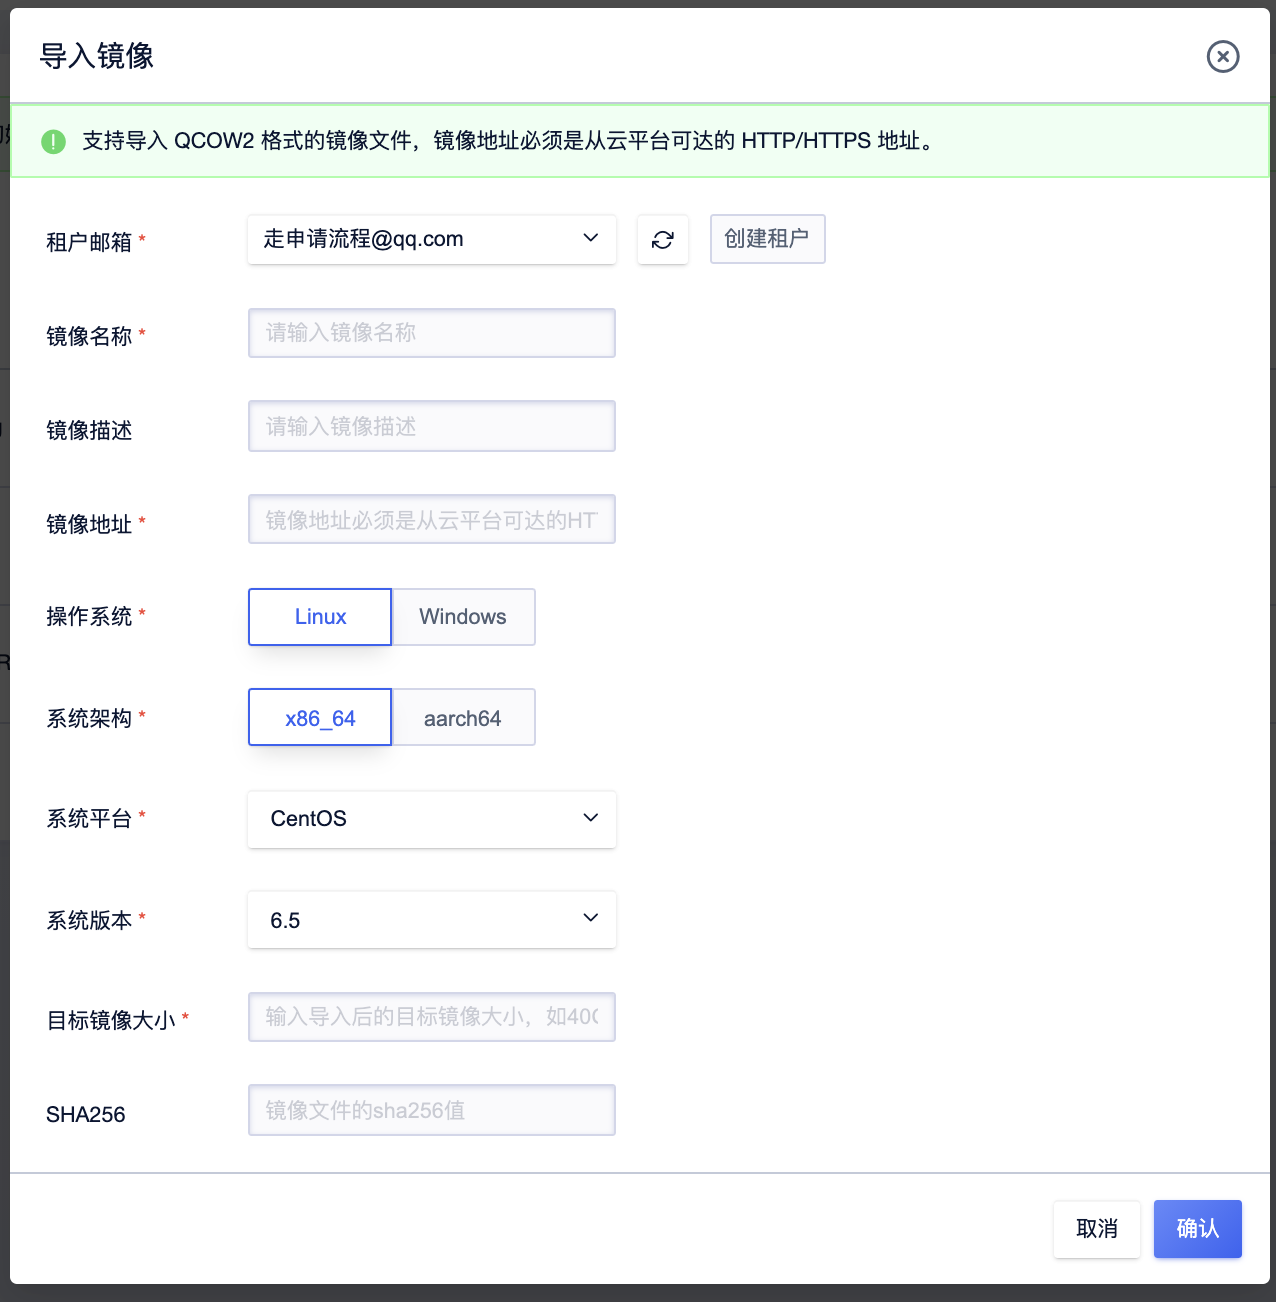 导入镜像
支持导入 QCOW2 格式的镜像文件，镜像地址必须是从云平台可达的 HTTP/HTTPS 地址。
租户邮箱 * 走申请流程@qq.com 创建租户
镜像名称 * 请输入镜像名称
镜像描述 请输入镜像描述
镜像地址 * 镜像地址必须是从云平台可达的HT
操作系统 * Linux Windows
系统架构 * x86_64 aarch64
系统平台 * CentOS
系统版本 * 6.5
目标镜像大小 * 输入导入后的目标镜像大小，如40
SHA256 镜像文件的sha256值
取消 确认